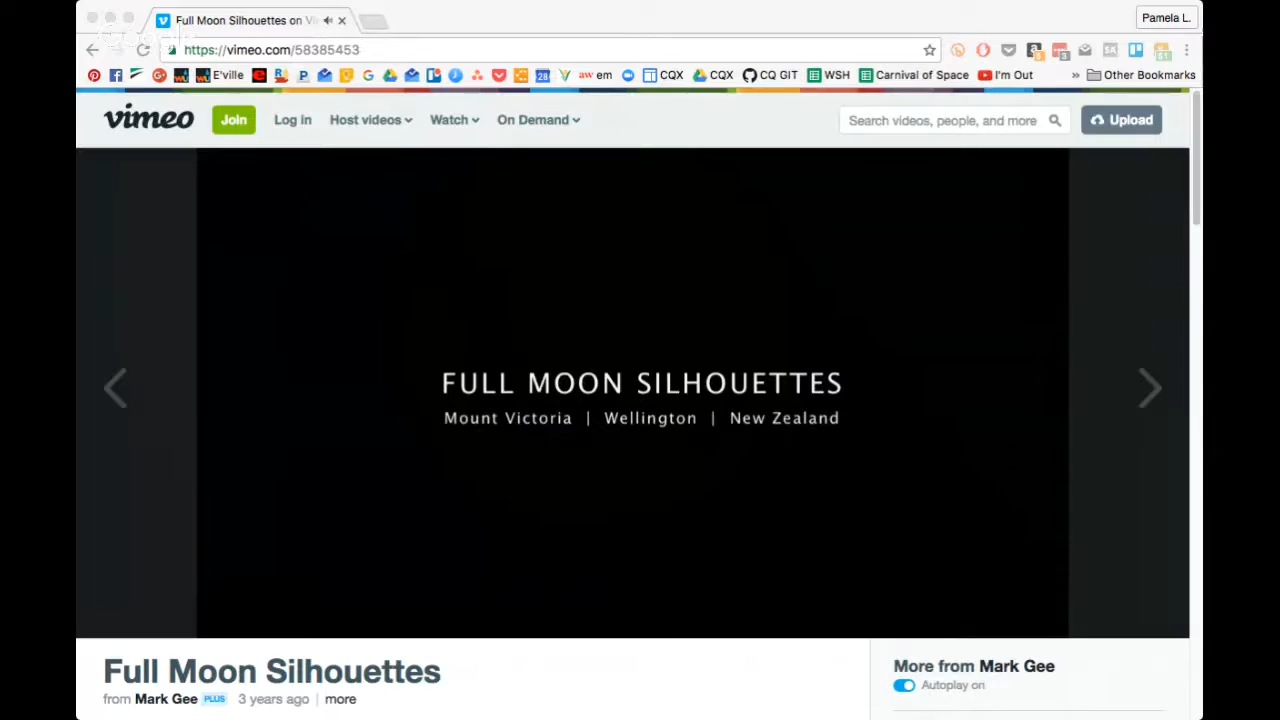 Full Moon Silhouettes on Vi
Pamela L.
https://vimeo.com/58385453
E'ville
em
CQX
CQX
CQ GIT
WSH
Carnival of Space
I'm Out
» Other Bookmarks
vimeo
Join
Log in
Host videos
Watch
On Demand
Search videos, people, and more
Upload
FULL MOON SILHOUETTES
Mount Victoria | Wellington | New Zealand
Full Moon Silhouettes
from Mark Gee PLUS 3 years ago | more
More from Mark Gee
Autoplay on